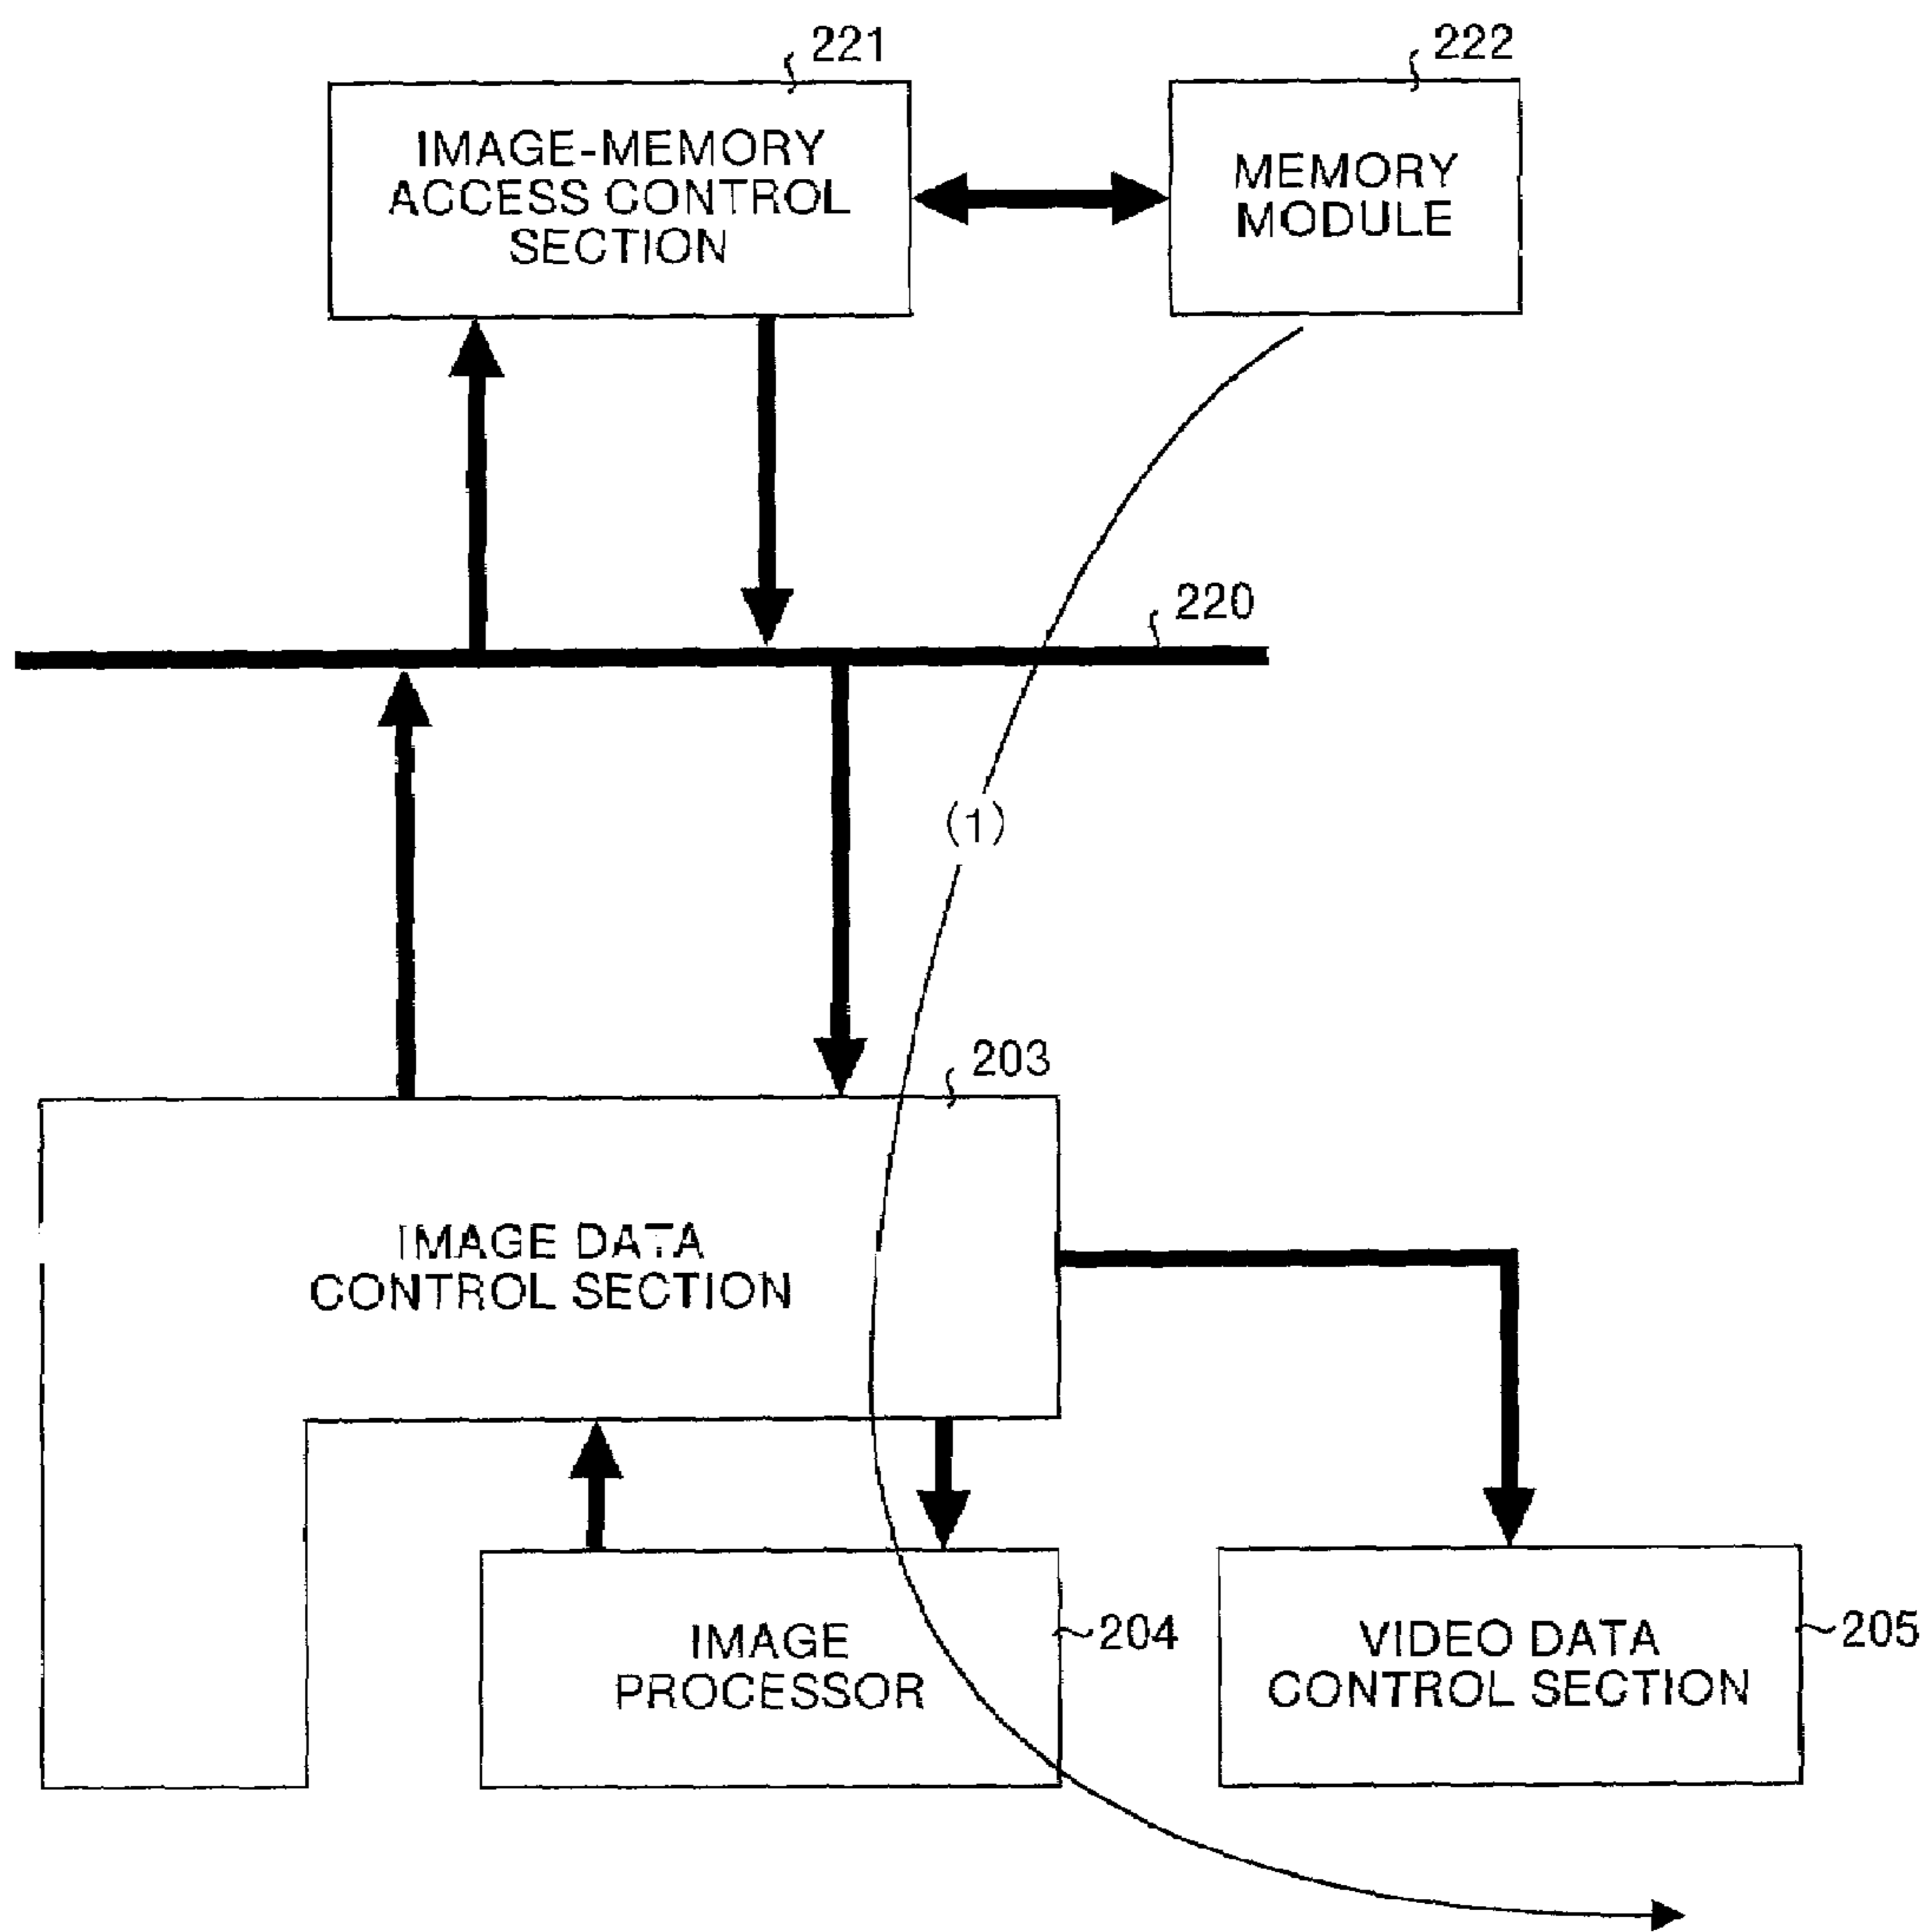 221
222
IMAGE-MEMORY
ACCESS CONTROL
SECTION
MEMORY
MODULE
220
(1)
203
IMAGE DATA
CONTROL SECTION
IMAGE
PROCESSOR
204
VIDEO DATA
CONTROL SECTION
205